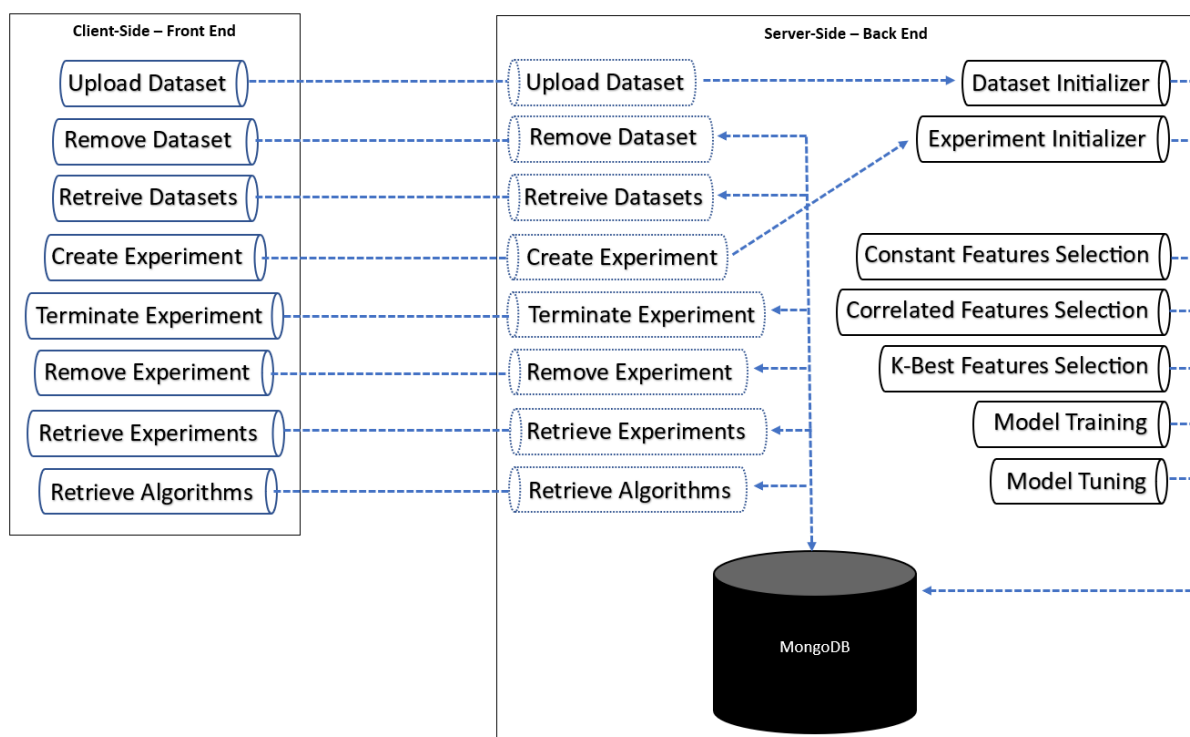 Client-Side – Front End
Upload Dataset
Remove Dataset
Retreive Datasets
Create Experiment
Terminate Experiment
Remove Experiment
Retrieve Experiments
Retrieve Algorithms
Server-Side – Back End
Upload Dataset
Remove Dataset
Retreive Datasets
Create Experiment
Terminate Experiment
Remove Experiment
Retrieve Experiments
Retrieve Algorithms
Dataset Initializer
Experiment Initializer
Constant Features Selection
Correlated Features Selection
K-Best Features Selection
Model Training
Model Tuning
MongoDB